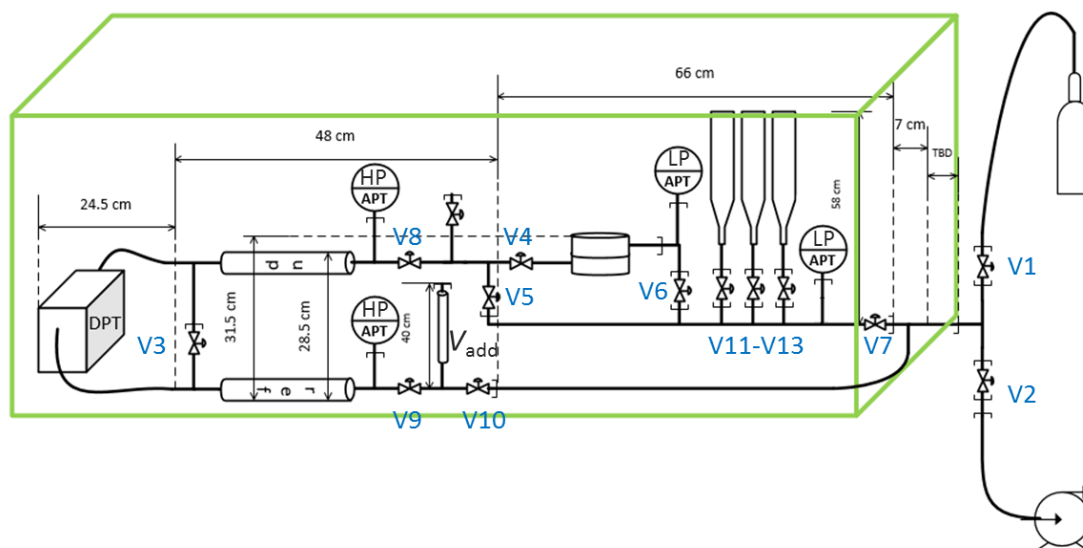 66 cm
7 cm
TBD
48 cm
HP
APT
LP
APT
58 cm
24.5 cm
V8
V4
LP
APT
V1
up
V6
V5
DPT
V3
31.5 cm
28.5 cm
HP
APT
40 cm
Vadd
V11-V13
V7
ref
V2
V9
V10